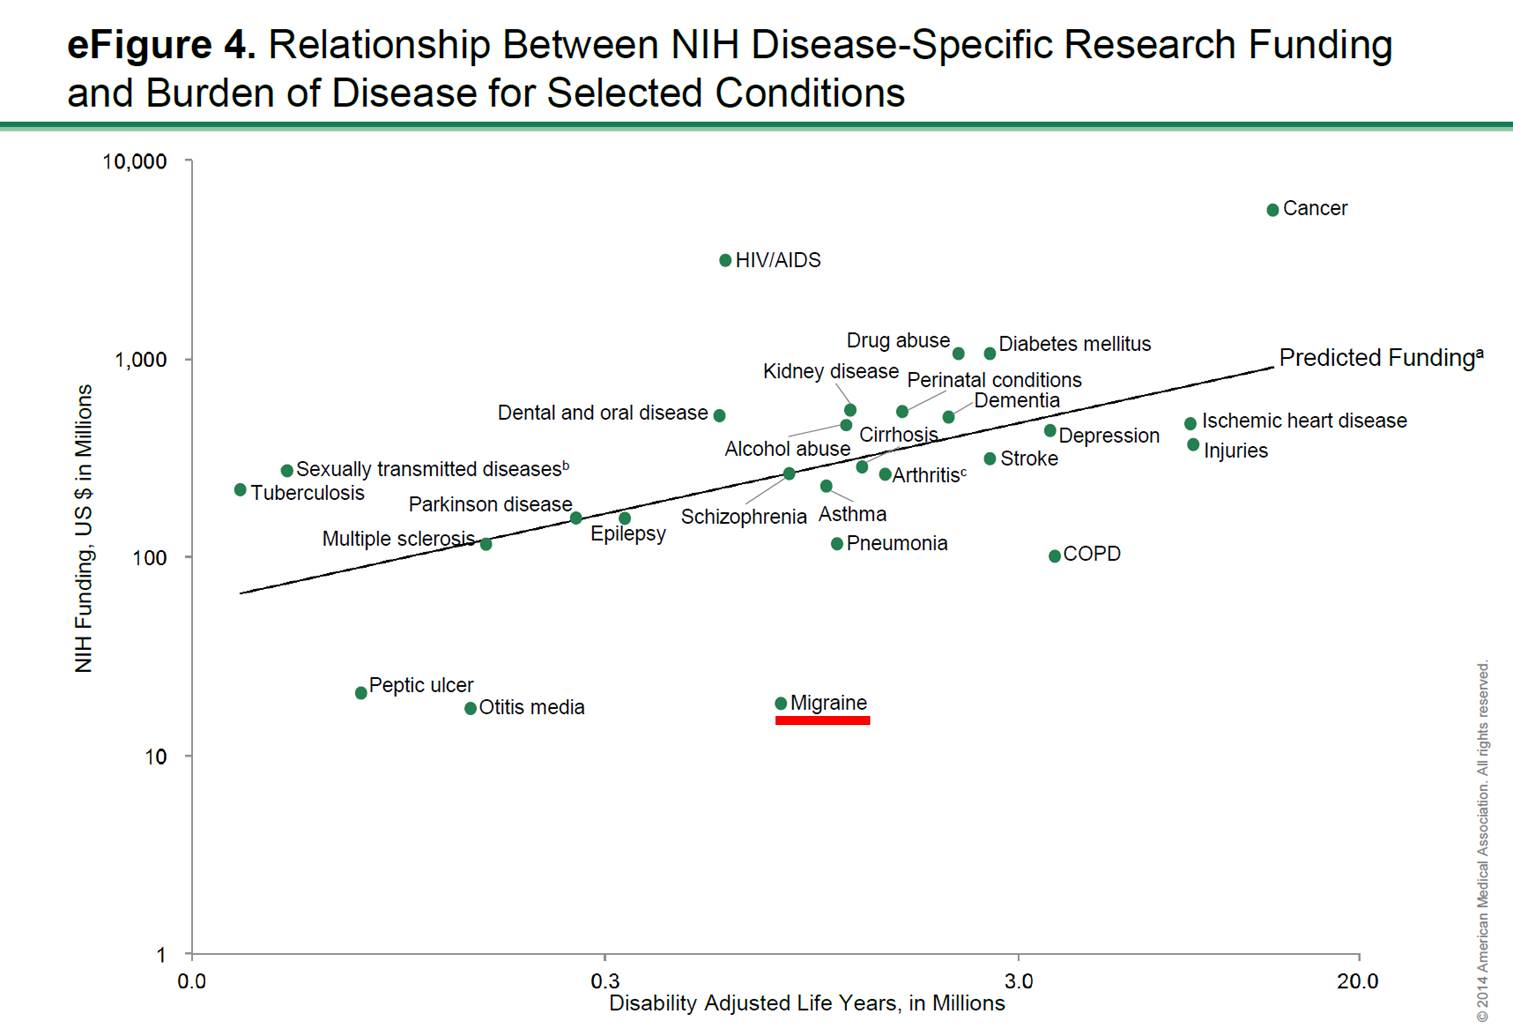 eFigure 4. Relationship Between NIH Disease-Specific Research Funding
and Burden of Disease for Selected Conditions
10,000
Cancer
HIV/AIDS
Drug abuse
Diabetes mellitus
1,000
Predicted Fundingᵃ
Kidney disease
Perinatal conditions
Dementia
Dental and oral disease
Ischemic heart disease
Alcohol abuse
Cirrhosis
Depression
Injuries
Stroke
Sexually transmitted diseasesᵇ
Arthritisᶜ
Tuberculosis
Parkinson disease
Schizophrenia
Asthma
Epilepsy
Multiple sclerosis
Pneumonia
100
COPD
NIH Funding, US $ in Millions
Peptic ulcer
Otitis media
Migraine
10
1
0.0
0.3
3.0
20.0
Disability Adjusted Life Years, in Millions
© 2014 American Medical Association. All rights reserved.